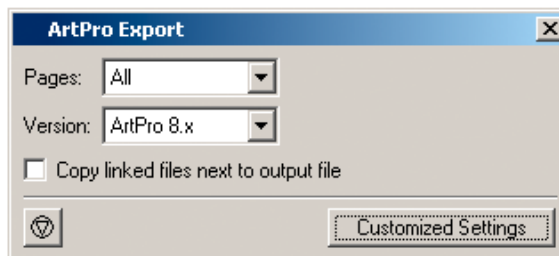 ArtPro Export
Pages: All
Version: ArtPro 8.x
Copy linked files next to output file
Customized Settings